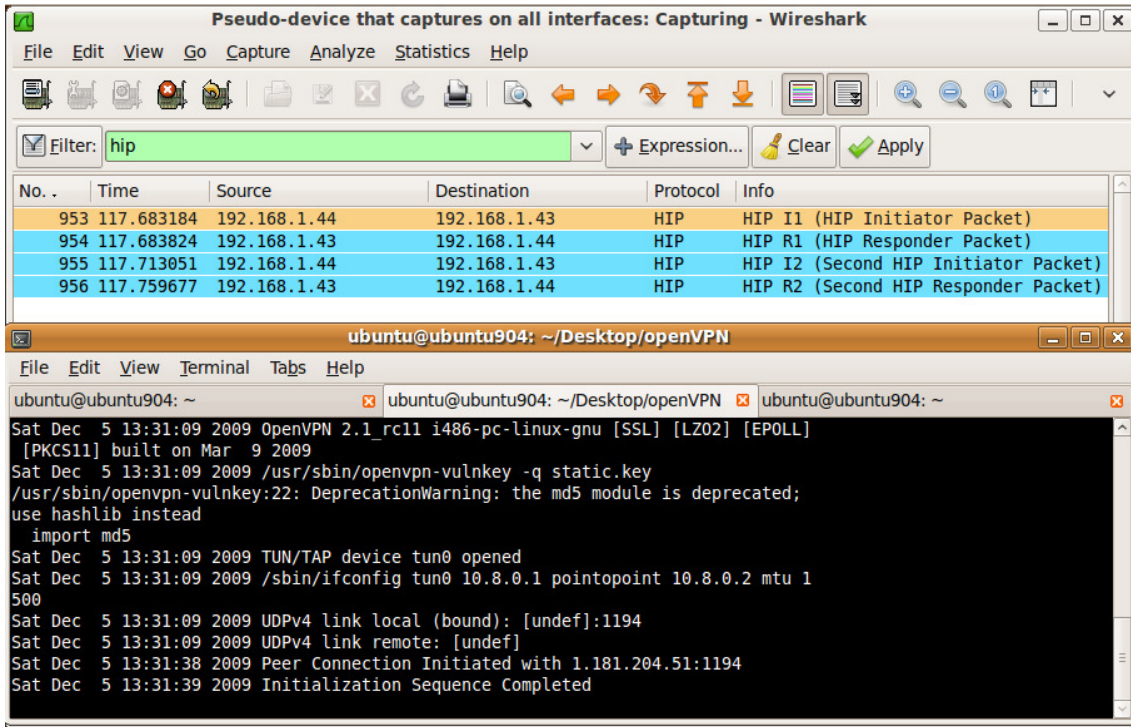 Pseudo-device that captures on all interfaces: Capturing - Wireshark
File Edit View Go Capture Analyze Statistics Help
Filter: hip Expression... Clear Apply
No. . Time Source Destination Protocol Info
953 117.683184 192.168.1.44 192.168.1.43 HIP HIP I1 (HIP Initiator Packet)
954 117.683824 192.168.1.43 192.168.1.44 HIP HIP R1 (HIP Responder Packet)
955 117.713051 192.168.1.44 192.168.1.43 HIP HIP I2 (Second HIP Initiator Packet)
956 117.759677 192.168.1.43 192.168.1.44 HIP HIP R2 (Second HIP Responder Packet)
ubuntu@ubuntu904: ~/Desktop/openVPN
File Edit View Terminal Tabs Help
ubuntu@ubuntu904: ~ ubuntu@ubuntu904: ~/Desktop/openVPN ubuntu@ubuntu904: ~
Sat Dec  5 13:31:09 2009 OpenVPN 2.1_rc11 i486-pc-linux-gnu [SSL] [LZO2] [EPOLL]
[PKCS11] built on Mar  9 2009
Sat Dec  5 13:31:09 2009 /usr/sbin/openvpn-vulnkey -q static.key
/usr/sbin/openvpn-vulnkey:22: DeprecationWarning: the md5 module is deprecated;
use hashlib instead
import md5
Sat Dec  5 13:31:09 2009 TUN/TAP device tun0 opened
Sat Dec  5 13:31:09 2009 /sbin/ifconfig tun0 10.8.0.1 pointopoint 10.8.0.2 mtu 1
500
Sat Dec  5 13:31:09 2009 UDPv4 link local (bound): [undef]:1194
Sat Dec  5 13:31:09 2009 UDPv4 link remote: [undef]
Sat Dec  5 13:31:38 2009 Peer Connection Initiated with 1.181.204.51:1194
Sat Dec  5 13:31:39 2009 Initialization Sequence Completed